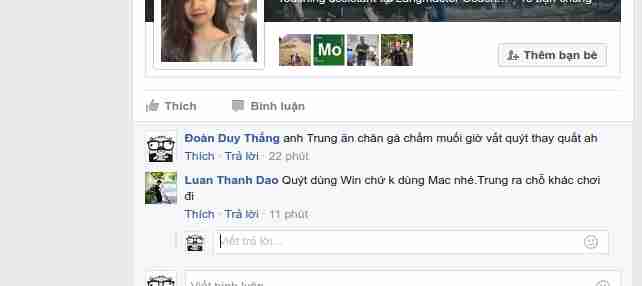 Mo
Thêm bạn bè
Thích Bình luận
Đoàn Duy Thắng anh Trung ăn chân gà chấm muối giờ vắt quýt thay quất ah
Thích · Trả lời · 22 phút
Luan Thanh Dao Quýt dùng Win chứ k dùng Mac nhé.Trung ra chỗ khác chơi
đi
Thích · Trả lời · 11 phút
Viết trả lời...
Viết bình luận